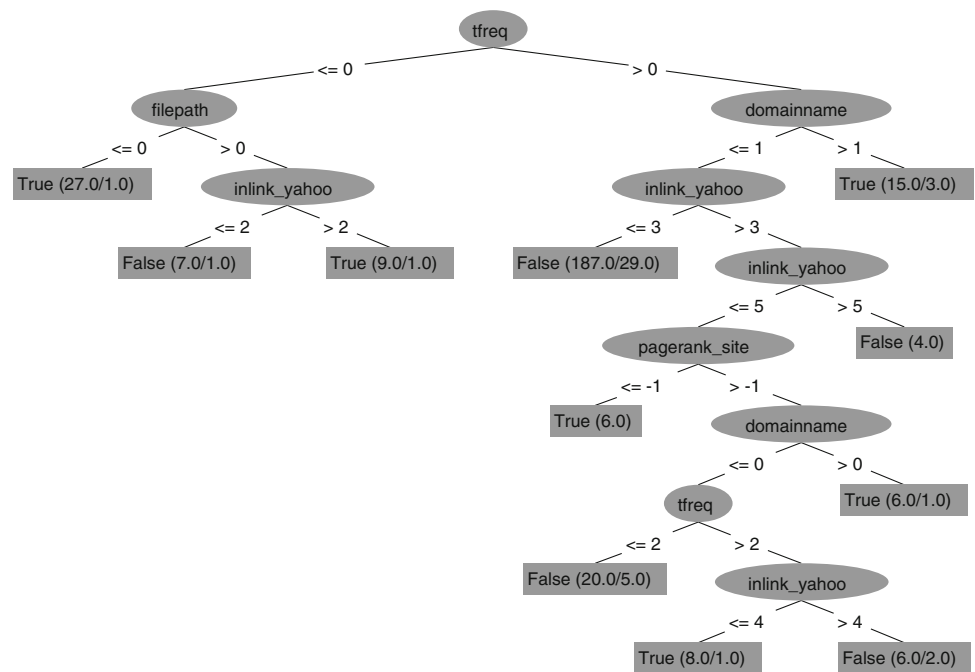 tfreq
<= 0
> 0
filepath
domainname
<= 0
> 0
<= 1
> 1
True (27.0/1.0)
inlink_yahoo
inlink_yahoo
True (15.0/3.0)
<= 2
> 2
<= 3
> 3
False (7.0/1.0)
True (9.0/1.0)
False (187.0/29.0)
inlink_yahoo
<= 5
> 5
pagerank_site
False (4.0)
<= -1
> -1
True (6.0)
domainname
<= 0
> 0
tfreq
True (6.0/1.0)
<= 2
> 2
False (20.0/5.0)
inlink_yahoo
<= 4
> 4
True (8.0/1.0)
False (6.0/2.0)